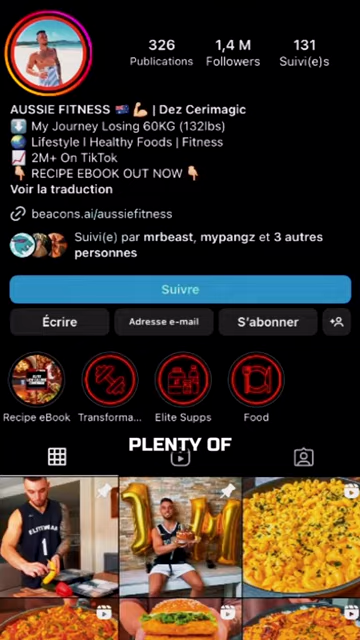 326
1,4 M
131
Publications
Followers
Suivi(e)s
AUSSIE FITNESS 🇦🇺 💪🏼 | Dez Cerimagic
⬇️ My Journey Losing 60KG (132lbs)
🌏 Lifestyle I Healthy Foods | Fitness
📈 2M+ On TikTok
👇🏼 RECIPE EBOOK OUT NOW 👇🏼
Voir la traduction
beacons.ai/aussiefitness
Suivi(e) par mrbeast, mypangz et 3 autres
personnes
Suivre
Écrire
Adresse e-mail
S'abonner
Recipe eBook
Transforma...
Elite Supps
Food
PLENTY OF
1
1M